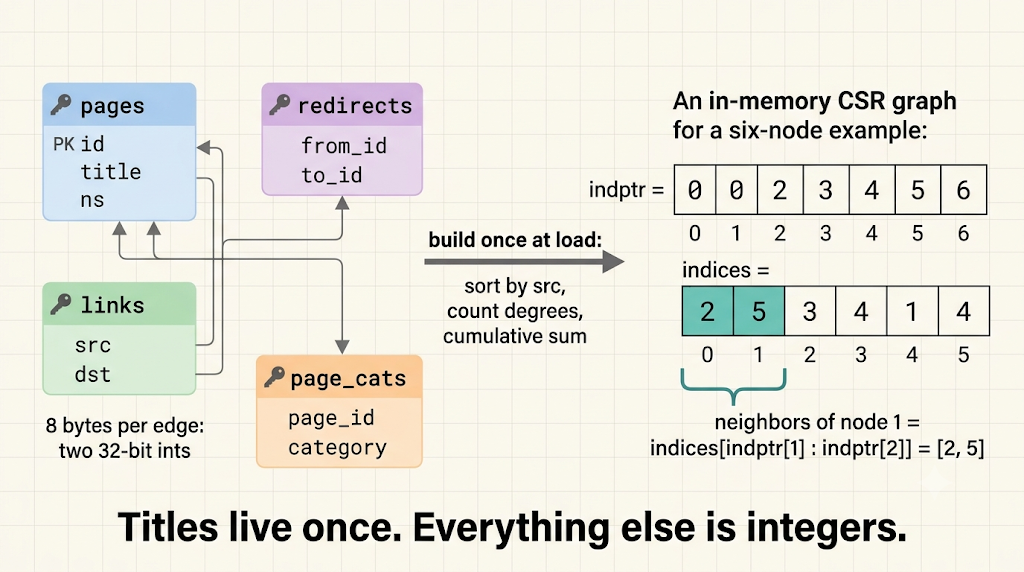 pages
PK id
title
ns
redirects
from_id
to_id
links
src
dst
8 bytes per edge:
two 32-bit ints
page_cats
page_id
category
build once at load:
sort by src,
count degrees,
cumulative sum
An in-memory CSR graph
for a six-node example:
indptr = 0 0 2 3 4 5 6
0 1 2 3 4 5 6
indices =
2 5 3 4 1 4
0 1 2 3 4 5
neighbors of node 1 =
indices[indptr[1] : indptr[2]] = [2, 5]
Titles live once. Everything else is integers.